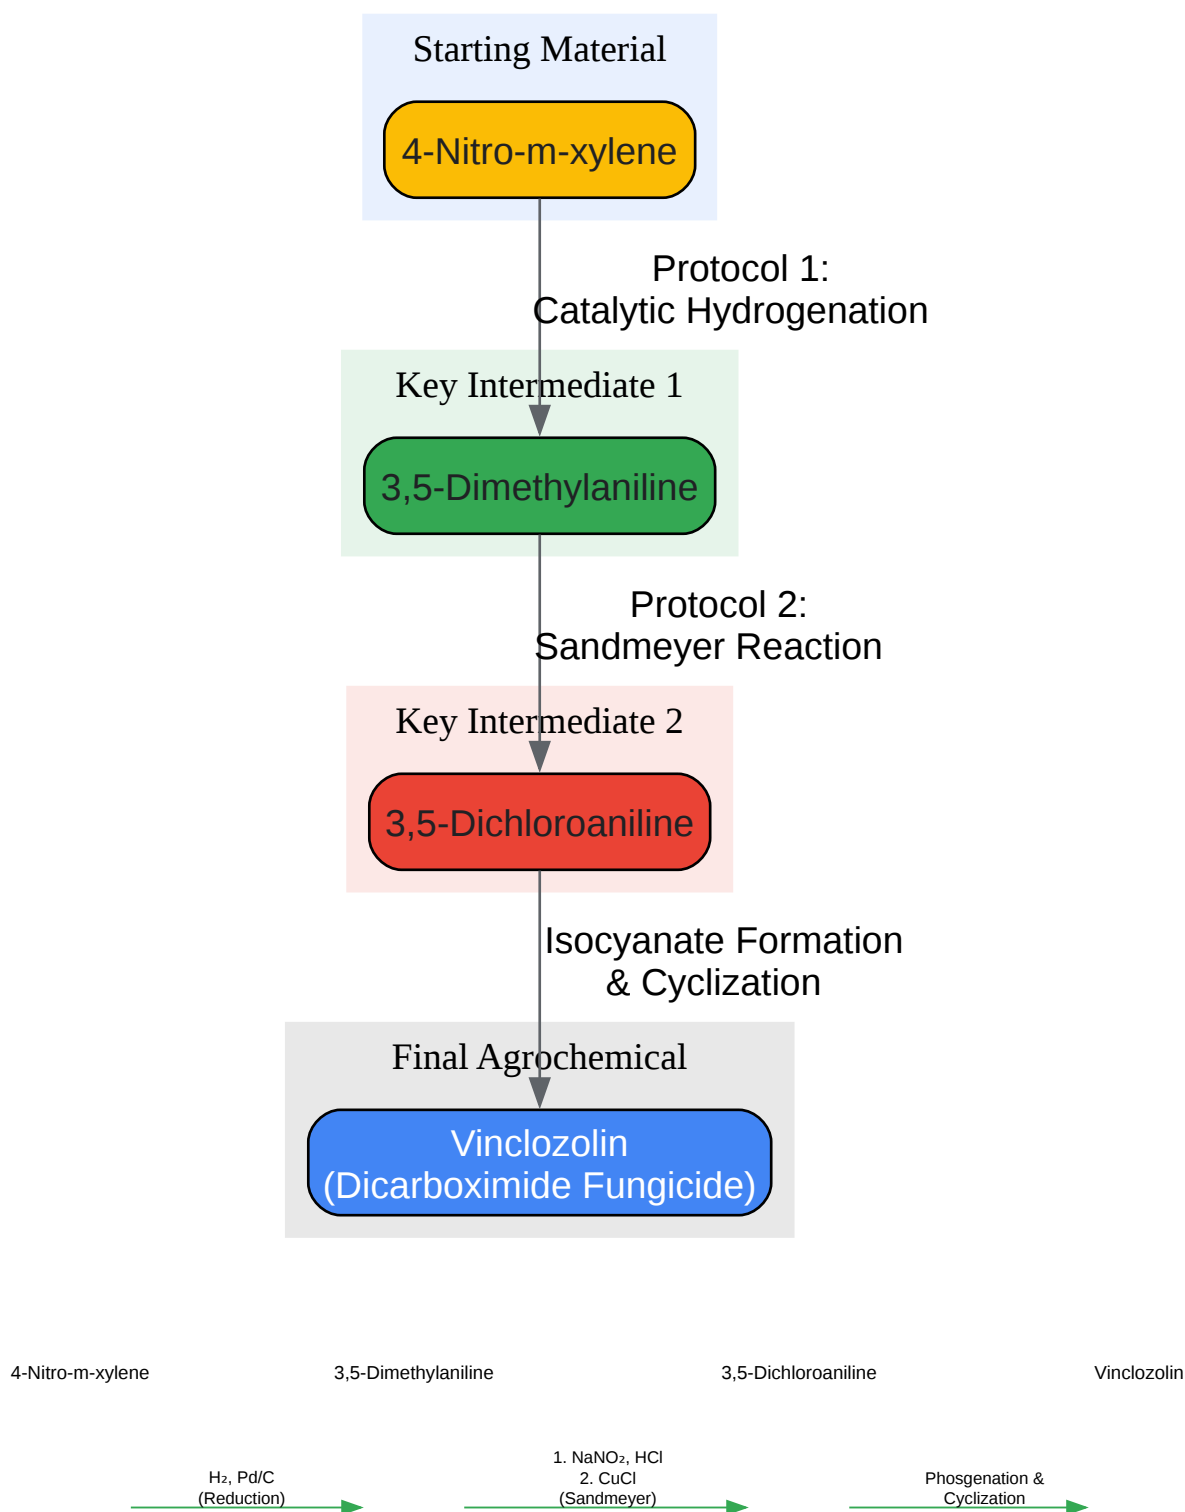 Starting Material
4-Nitro-m-xylene
Protocol 1:
Catalytic Hydrogenation
Key Intermediate 1
3,5-Dimethylaniline
Protocol 2:
Sandmeyer Reaction
Key Intermediate 2
3,5-Dichloroaniline
Isocyanate Formation
& Cyclization
Final Agrochemical
Vinclozolin
(Dicarboximide Fungicide)
4-Nitro-m-xylene
3,5-Dimethylaniline
3,5-Dichloroaniline
Vinclozolin
H₂, Pd/C
(Reduction)
1. NaNO₂, HCl
2. CuCl
(Sandmeyer)
Phosgenation &
Cyclization